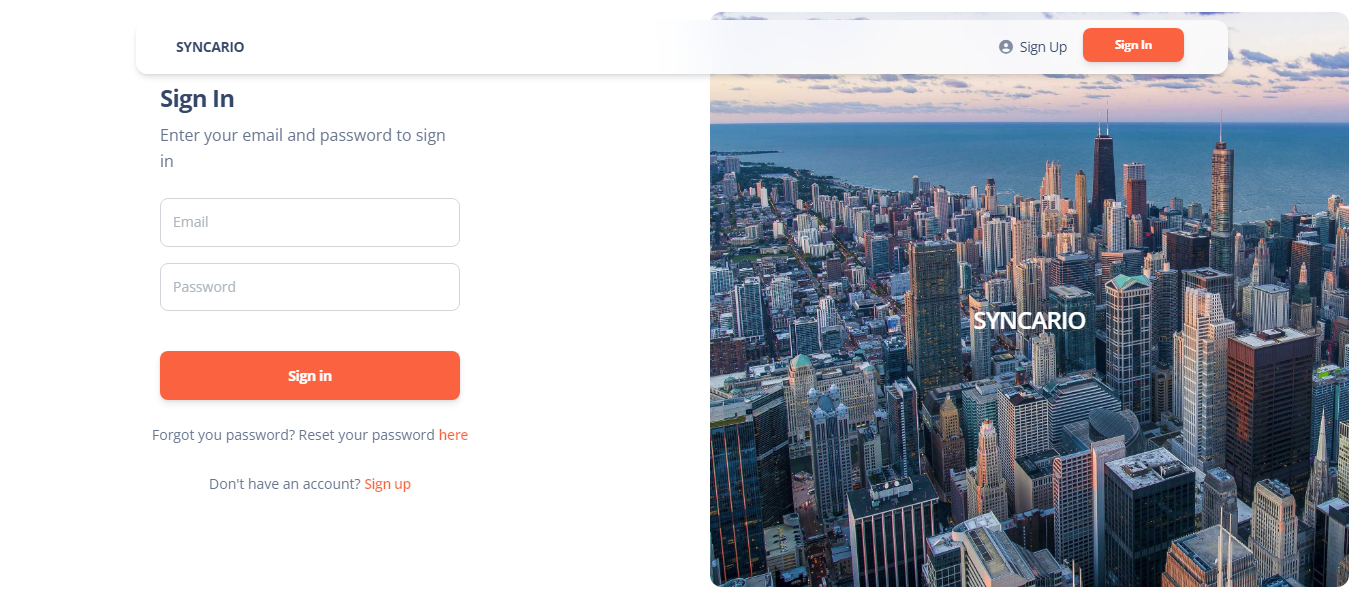 SYNCARIO
Sign Up
Sign In
Sign In
Enter your email and password to sign
in
Email
Password
Sign in
Forgot you password? Reset your password here
Don't have an account? Sign up
SYNCARIO